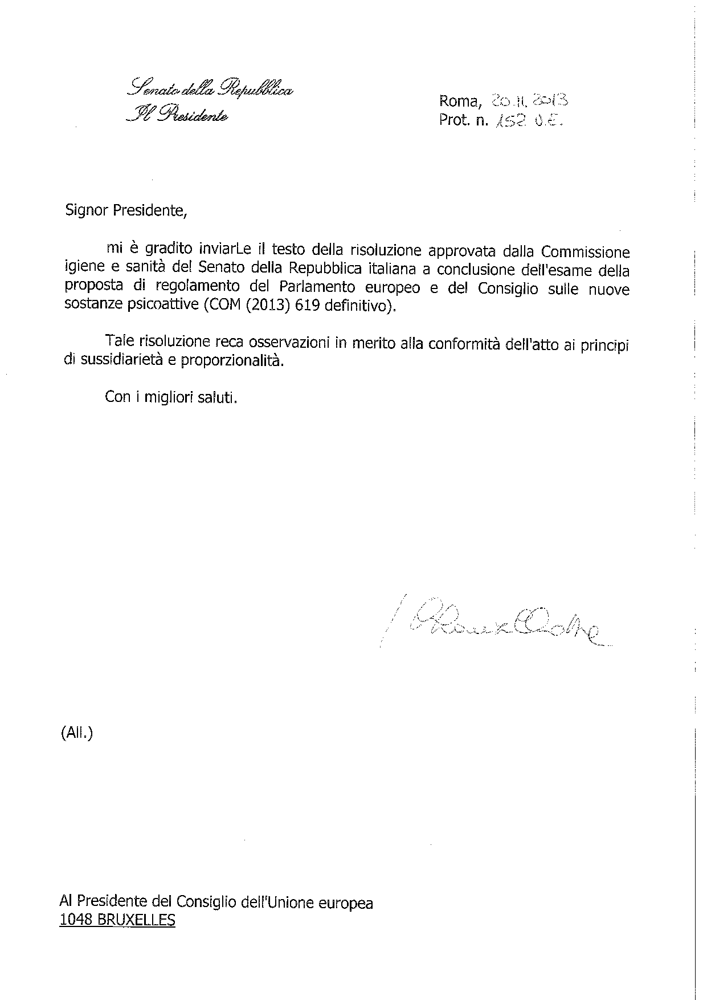 Senato della Repubblica
Il Presidente
Roma, 20.11.2013
Prot. n. 152 U.E.
Signor Presidente,
mi è gradito inviarLe il testo della risoluzione approvata dalla Commissione
igiene e sanità del Senato della Repubblica italiana a conclusione dell'esame della
proposta di regolamento del Parlamento europeo e del Consiglio sulle nuove
sostanze psicoattive (COM (2013) 619 definitivo).
Tale risoluzione reca osservazioni in merito alla conformità dell'atto ai principi
di sussidiarietà e proporzionalità.
Con i migliori saluti.
(All.)
Al Presidente del Consiglio dell'Unione europea
1048 BRUXELLES